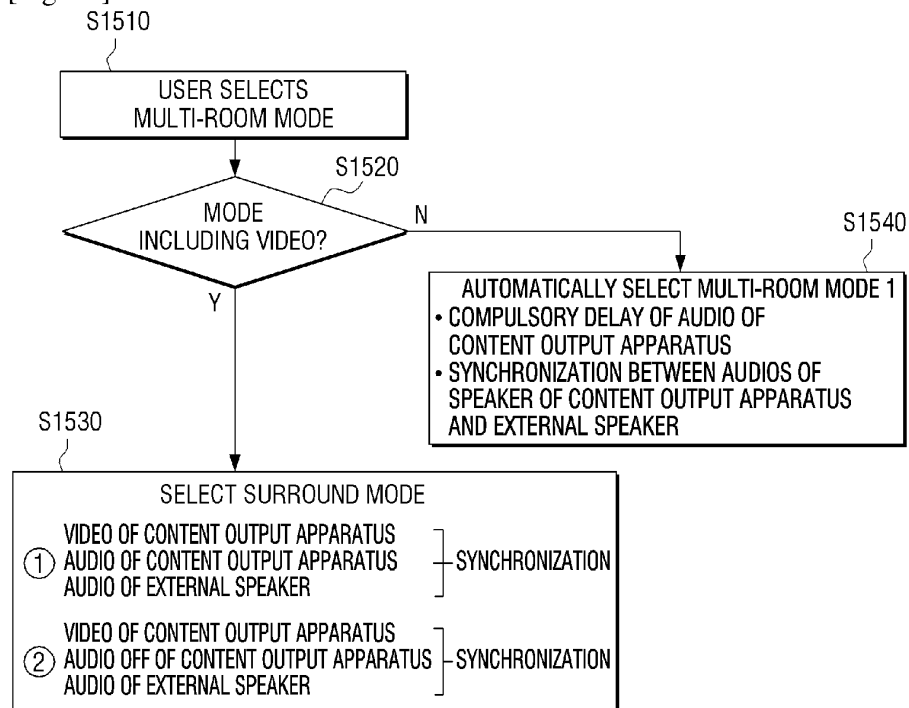 S1510
USER SELECTS
MULTI-ROOM MODE
S1520
MODE
INCLUDING VIDEO?
N
Y
S1540
AUTOMATICALLY SELECT MULTI-ROOM MODE 1
• COMPULSORY DELAY OF AUDIO OF
CONTENT OUTPUT APPARATUS
• SYNCHRONIZATION BETWEEN AUDIOS OF
SPEAKER OF CONTENT OUTPUT APPARATUS
AND EXTERNAL SPEAKER
S1530
SELECT SURROUND MODE
VIDEO OF CONTENT OUTPUT APPARATUS
① AUDIO OF CONTENT OUTPUT APPARATUS SYNCHRONIZATION
AUDIO OF EXTERNAL SPEAKER
VIDEO OF CONTENT OUTPUT APPARATUS
② AUDIO OFF OF CONTENT OUTPUT APPARATUS SYNCHRONIZATION
AUDIO OF EXTERNAL SPEAKER